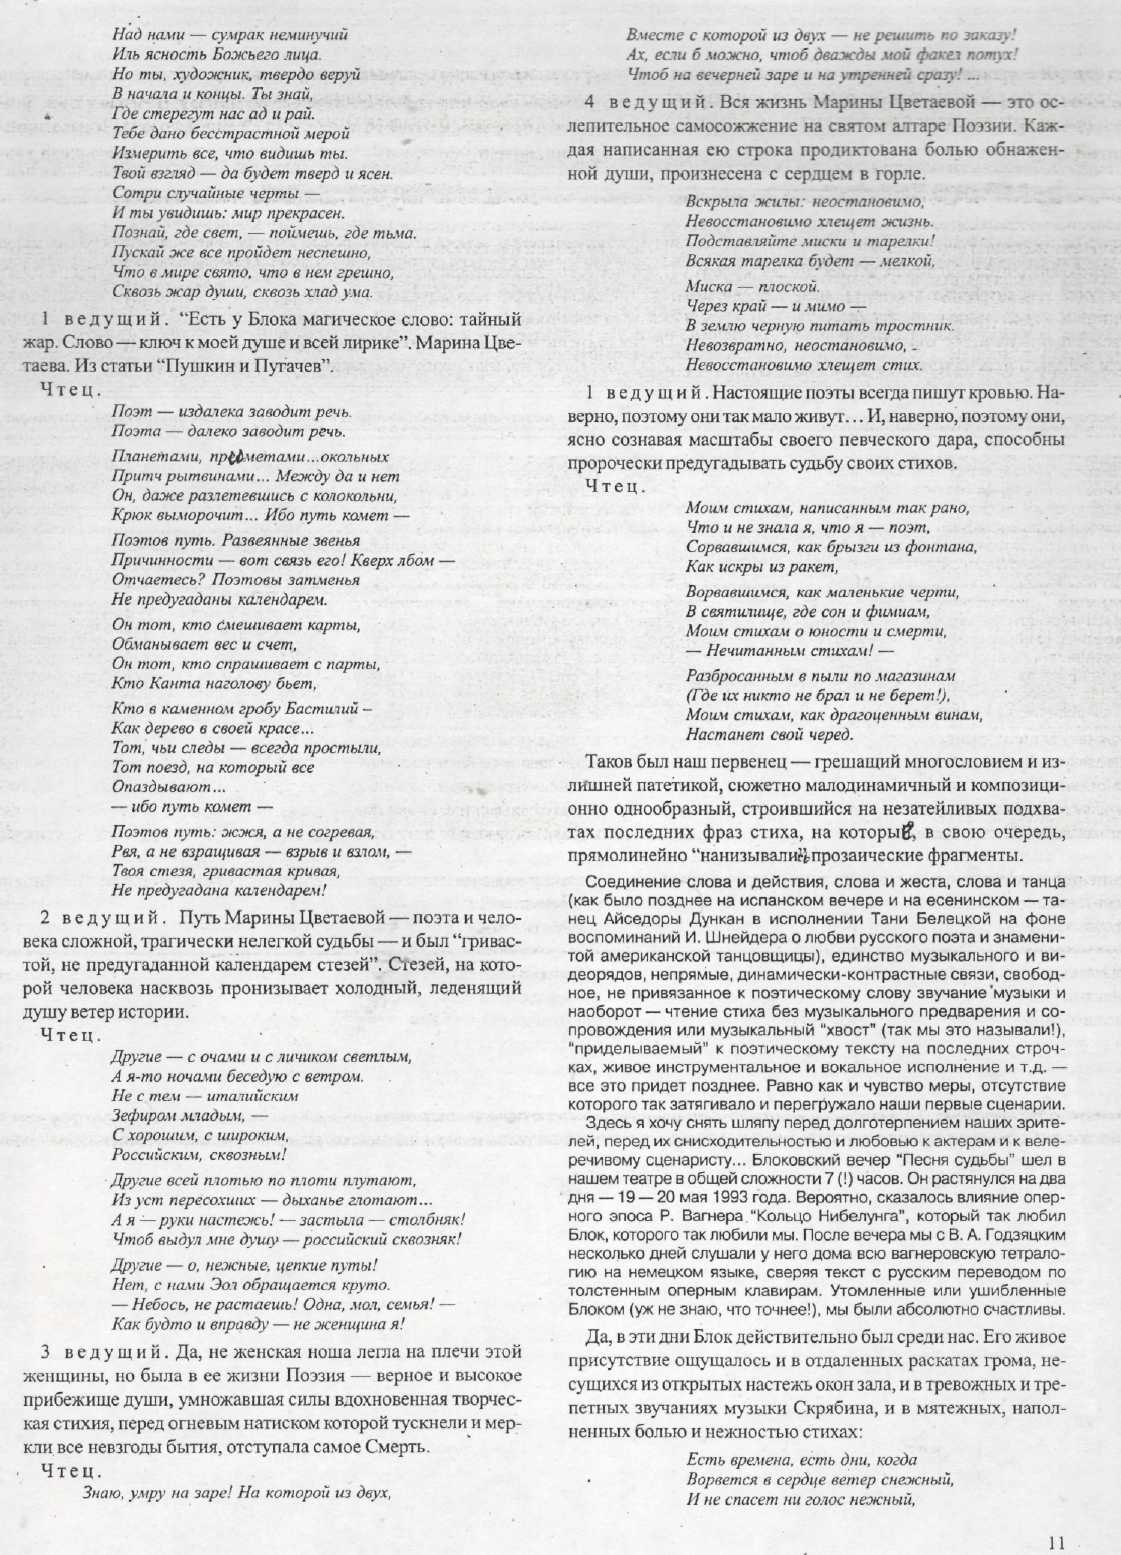 Над нами — сумрак неминучий
Иль ясность Божьего лица.
Но ты, художник, твердо веруй
В начала и концы. Ты знай,
Где стерегут нас ад и рай.
Тебе дано бесстрастной мерой
Измерить все, что видишь ты.
Твой взгляд — да будет тверд и ясен.
Сотри случайные черты —
И ты увидишь: мир прекрасен.
Познай, где свет, — поймешь, где тьма.
Пускай же все пройдет неспешно,
Что в мире свято, что в нем грешно,
Сквозь жар души, сквозь хлад ума.
1 ведущий. “Есть у Блока магическое слово: тайный
жар. Слово — ключ к моей душе и всей лирике”. Марина Цве-
таева. Из статьи “Пушкин и Пугачев”.
Чтец.
Поэт — издалека заводит речь.
Поэта — далеко заводит речь.
Планетами, приметами...окольных
Притч рытвинами... Между да и нет
Он, даже разлетевшись с колокольни,
Крюк выморочит... Ибо путь комет —
Поэтов путь. Развеянные звенья
Причинности — вот связь его! Кверх лбом —
Отчаетесь? Поэтовы затменья
Не предугаданы календарем.
Он тот, кто смешивает карты,
Обманывает вес и счет,
Он тот, кто спрашивает с парты,
Кто Канта наголову бьет,
Кто в каменном гробу Бастилий –
Как дерево в своей красе...
Тот, чьи следы — всегда простыли,
Тот поезд, на который все
Опаздывают...
— ибо путь комет —
Поэтов путь: жжя, а не согревая,
Рвя, а не взращивая — взрыв и взлом, —
Твоя стезя, гривастая кривая,
Не предугадана календарем!
2 ведущий. Путь Марины Цветаевой — поэта и чело-
века сложной, трагически нелегкой судьбы — и был “гривас-
той, не предугаданной календарем стезей”. Стезей, на кото-
рой человека насквозь пронизывает холодный, леденящий
душу ветер истории.
Чтец.
Другие — с очами и с личиком светлым,
А я-то ночами беседую с ветром.
Не с тем — италийским
Зефиром младым, —
С хорошим, с широким,
Российским, сквозным!
Другие всей плотью по плоти плутают,
Из уст пересохших — дыханье глотают...
А я — руки настежь! — застыла — столбняк!
Чтоб выдул мне душу — российский сквозняк!
Другие — о, нежные, цепкие путы!
Нет, с нами Эол обращается круто.
— Небось, не растаешь! Одна, мол, семья! —
Как будто и вправду — не женщина я!
3 ведущий. Да, не женская ноша легла на плечи этой
женщины, но была в ее жизни Поэзия — верное и высокое
прибежище души, умножавшая силы вдохновенная творчес-
кая стихия, перед огневым натиском которой тускнели и мер-
кли все невзгоды бытия, отступала самое Смерть.
Чтец.
Знаю, умру на заре! На которой из двух,
Вместе с которой из двух — не решить по заказу!
Ах, если б можно, чтоб дважды мой факел потух!
Чтоб на вечерней заре и на утренней сразу! ...
4 ведущий. Вся жизнь Марины Цветаевой — это ос-
лепительное самосожжение на святом алтаре Поэзии. Каж-
дая написанная ею строка продиктована болью обнажен-
ной души, произнесена с сердцем в горле.
Вскрыла жилы: неостановимо,
Невосстановимо хлещет жизнь.
Подставляйте миски и тарелки!
Всякая тарелка будет — мелкой,
Миска — плоской.
Через край — и мимо —
В землю черную питать тростник.
Невозвратно, неостановимо,
Невосстановимо хлещет стих.
1 ведущий. Настоящие поэты всегда пишут кровью. На-
верно, поэтому они так мало живут... И, наверно, поэтому они,
ясно сознавая масштабы своего певческого дара, способны
пророчески предугадывать судьбу своих стихов.
Чтец.
Моим стихам, написанным так рано,
Что и не знала я, что я — поэт,
Сорвавшимся, как брызги из фонтана,
Как искры из ракет,
Ворвавшимся, как маленькие черти,
В святилище, где сон и фимиам,
Моим стихам о юности и смерти,
— Нечитанным стихам! —
Разбросанным в пыли по магазинам
(Где их никто не брал и не берет!),
Моим стихам, как драгоценным винам,
Настанет свой черед.
Таков был наш первенец — грешащий многословием и из-
лишней патетикой, сюжетно малодинамичный и композици-
онно однообразный, строившийся на незатейливых подхва-
тах последних фраз стиха, на которые, в свою очередь,
прямолинейно “нанизывали” прозаические фрагменты.
Соединение слова и действия, слова и жеста, слова и танца
(как было позднее на испанском вечере и на есенинском — та-
нец Айседоры Дункан в исполнении Тани Белецкой на фоне
воспоминаний И. Шнейдера о любви русского поэта и знамени-
той американской танцовщицы), единство музыкального и ви-
деорядов, непрямые, динамически-контрастные связи, свобод-
ное, не привязанное к поэтическому слову звучание музыки и
наоборот — чтение стиха без музыкального предварения и со-
провождения или музыкальный “хвост” (так мы это называли!),
“приделываемый” к поэтическому тексту на последних строч-
ках, живое инструментальное и вокальное исполнение и т.д. —
все это придет позднее. Равно как и чувство меры, отсутствие
которого так затягивало и перегружало наши первые сценарии.
Здесь я хочу снять шляпу перед долготерпением наших зрите-
лей, перед их снисходительностью и любовью к актерам и к веле-
речивому сценаристу... Блоковский вечер “Песня судьбы” шел в
нашем театре в общей сложности 7 (!) часов. Он растянулся на два
дня — 19 — 20 мая 1993 года. Вероятно, сказалось влияние опер-
ного эпоса Р. Вагнера “Кольцо Нибелунга”, который так любил
Блок, которого так любили мы. После вечера мы с В. А. Годзяцким
несколько дней слушали у него дома всю вагнеровскую тетрало-
гию на немецком языке, сверяя текст с русским переводом по
толстенным оперным клавирам. Утомленные или ушибленные
Блоком (уж не знаю, что точнее!), мы были абсолютно счастливы.
Да, в эти дни Блок действительно был среди нас. Его живое
присутствие ощущалось и в отдаленных раскатах грома, не-
сущихся из открытых настежь окон зала, и в тревожных и тре-
петных звучаниях музыки Скрябина, и в мятежных, напол-
ненных болью и нежностью стихах:
Есть времена, есть дни, когда
Ворвется в сердце ветер снежный,
И не спасет ни голос нежный,
11